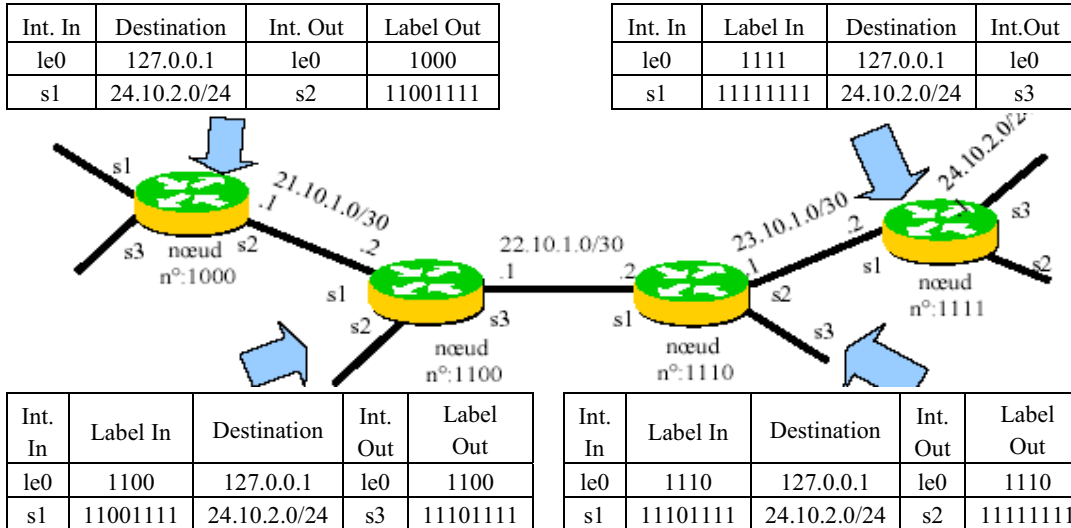 Int. In Destination Int. Out Label Out
le0 127.0.0.1 le0 1000
s1 24.10.2.0/24 s2 11001111
Int. In Label In Destination Int.Out
le0 1111 127.0.0.1 le0
s1 11111111 24.10.2.0/24 s3
s1
s3
nœud
n°:1000
s2
.1
21.10.1.0/30
.2
s1
s2
s3
nœud
n°:1100
.1
22.10.1.0/30
.2
s1
nœud
n°:1110
s2
s3
.1
23.10.1.0/30
.2
s1
nœud
n°:1111
.1
24.10.2.0/2
s3
s2
Int. In Label In Destination Int. Out Label Out
le0 1100 127.0.0.1 le0 1100
s1 11001111 24.10.2.0/24 s3 11101111
Int. In Label In Destination Int. Out Label Out
le0 1110 127.0.0.1 le0 1110
s1 11101111 24.10.2.0/24 s2 11111111